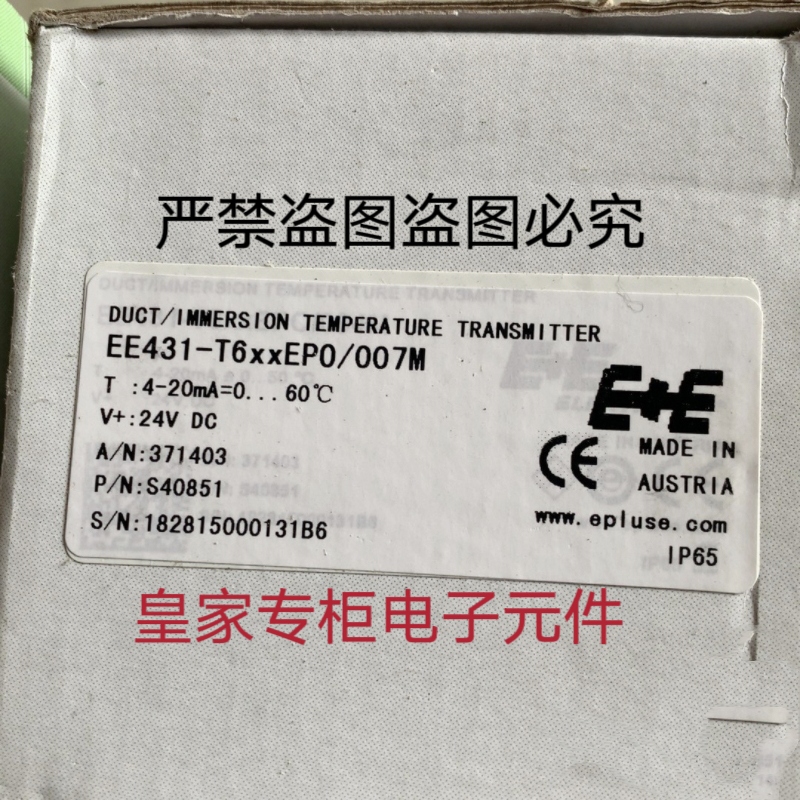 严禁盗图盗图必究
DUCT/IMMERSION TEMPERATURE TRANSMITTER
EE431-T6xxEPO/007M
T :4-20mA=0...60℃
V+:24V DC
A/N:371403
P/N:S40851
S/N:182815000131B6
E+E
CE
MADE IN
AUSTRIA
www.epluse.com
IP65
皇家专柜电子元件